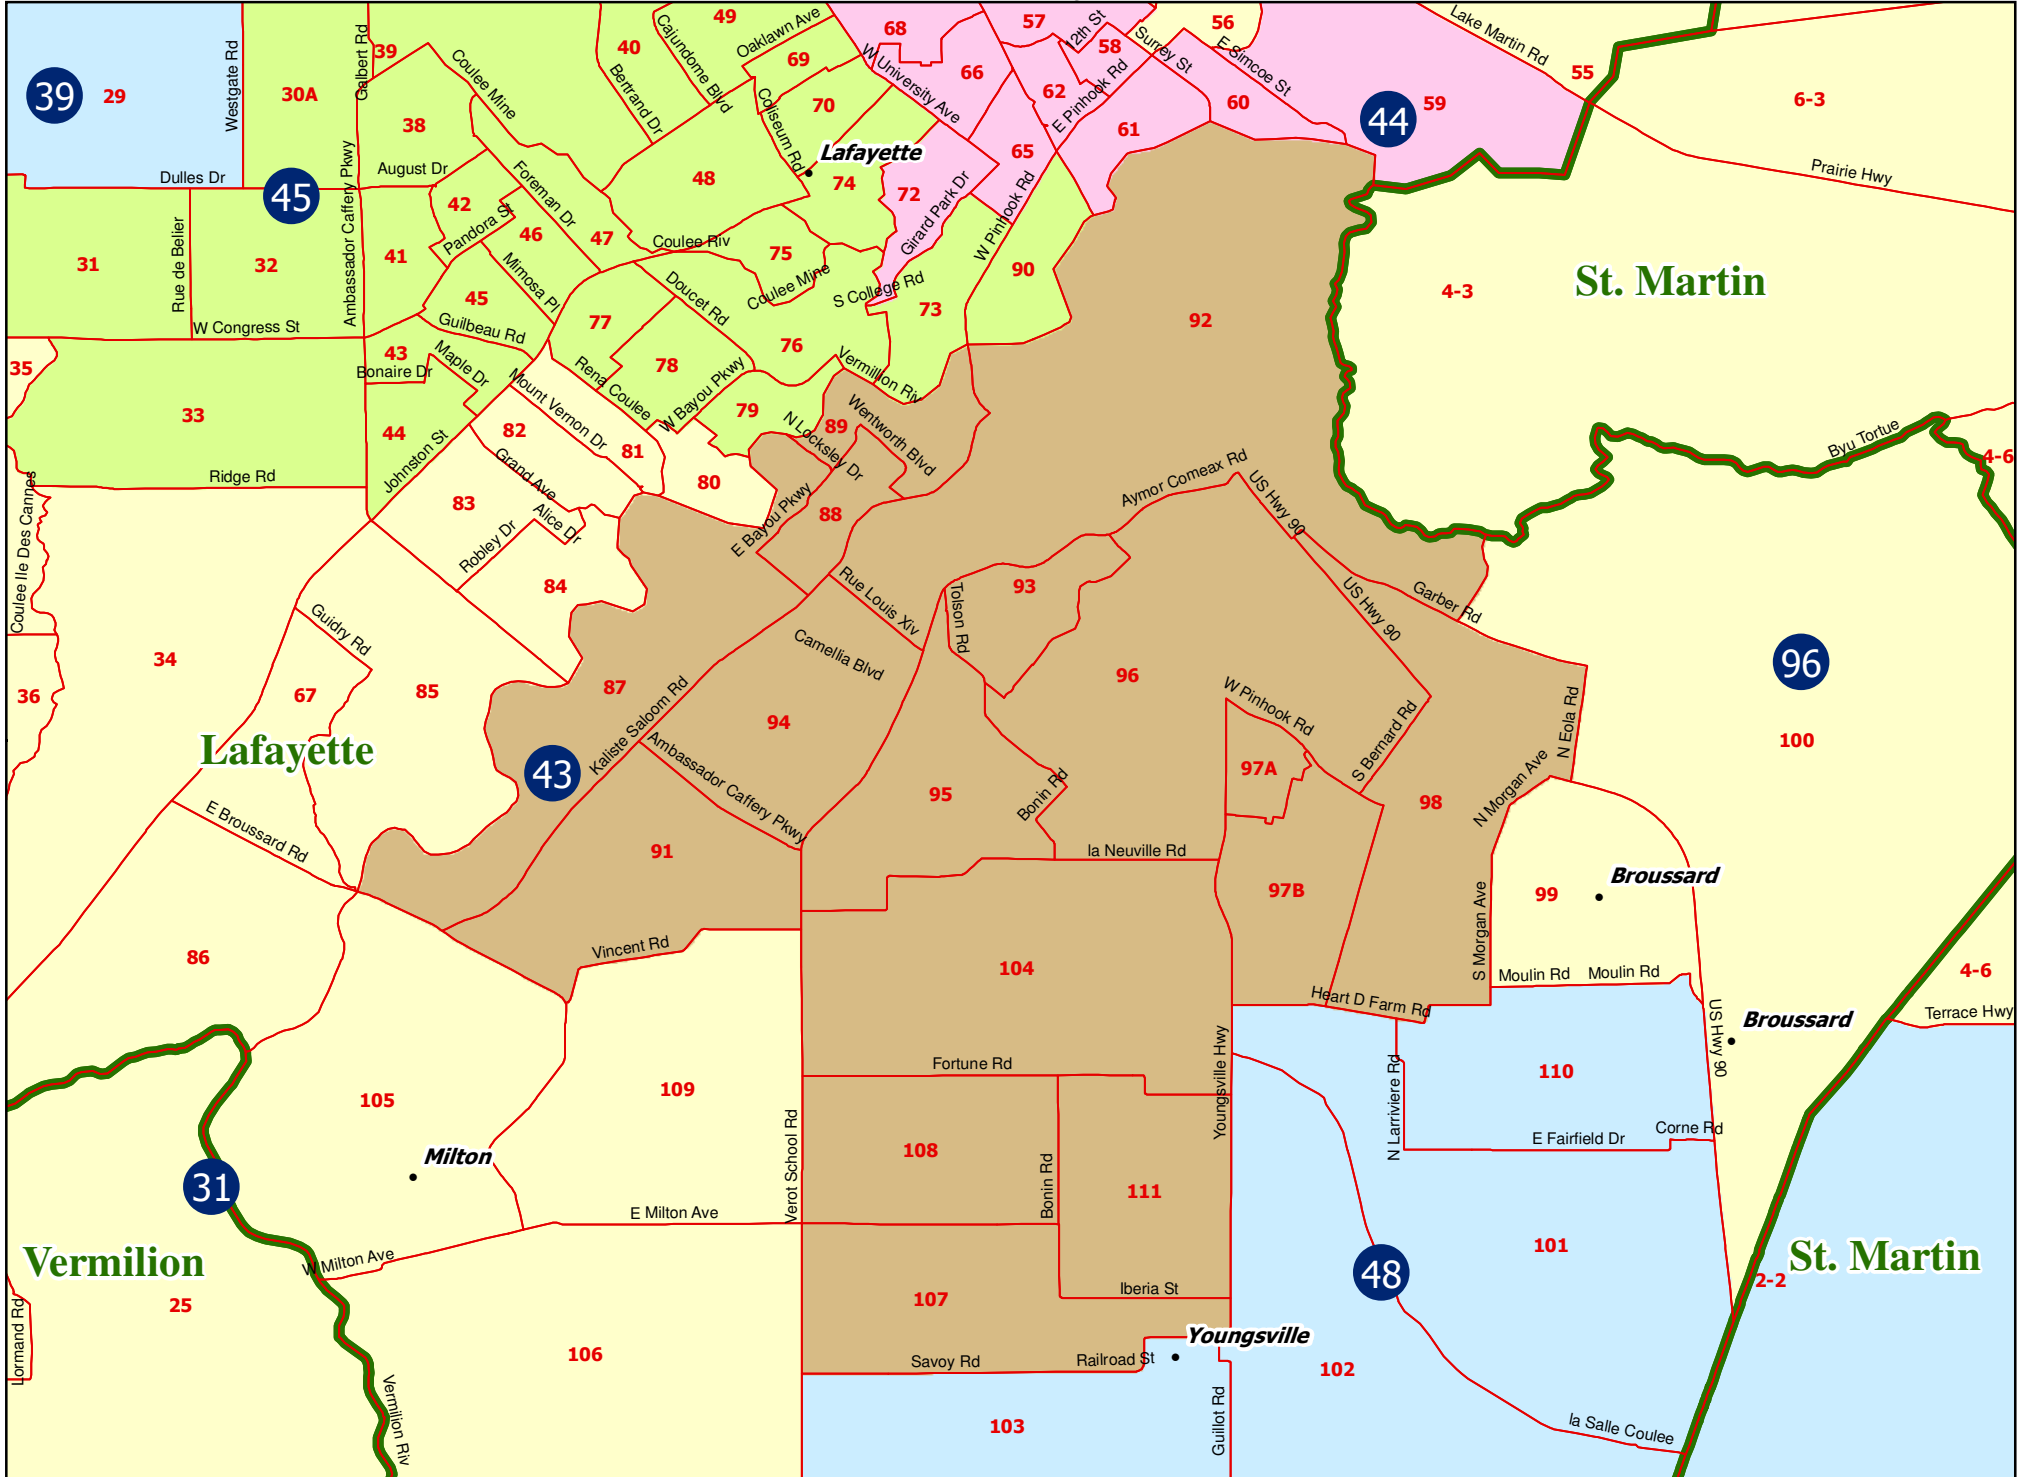 49
57
56
68
Lake Martin Rd
Westgate Rd
Galbert Rd
39
Coulee Mine
40
Cajundome Blvd
Oaklawn Ave
69
W University Ave
66
12th St
58
Surrey St
E Simcoe St
55
39
29
30A
38
Bertrand Dr
Coliseum Rd
70
62
E Pinhook Rd
60
61
44
59
6-3
Lafayette
65
Prairie Hwy
Dulles Dr
45
August Dr
Foreman Dr
48
74
72
Girard Park Dr
W Pinhook Rd
42
Pandora St
46
47
Coulee Riv
31
Rue de Belier
32
Ambassador Caffery Pkwy
41
Mimosa Pl
75
Coulee Mine
S College Rd
90
4-3
St. Martin
45
Doucet Rd
73
92
W Congress St
Guilbeau Rd
77
76
43
Bonaire Dr
Maple Dr
Mount Vernon Dr
Rena Coulee
78
W Bayou Pkwy
Vermilion Riv
35
33
44
82
81
79
N Locksley Dr
89
Wentworth Blvd
Byu Tortue
4-6
Ridge Rd
Johnston St
Grand Ave
80
Aymor Comeax Rd
US Hwy 90
Coulee Ile Des Cannes
83
Alice Dr
Robley Dr
E Bayou Pkwy
88
84
Rue Louis Xiv
Tolson Rd
93
US Hwy 90
Garber Rd
34
Guidry Rd
Camellia Blvd
96
96
36
67
85
87
Kaliste Saloom Rd
94
W Pinhook Rd
S Bernard Rd
N Eola Rd
100
Lafayette
43
Ambassador Caffery Pkwy
95
Bonin Rd
97A
98
N Morgan Ave
E Broussard Rd
91
la Neuville Rd
97B
Broussard
99
86
Vincent Rd
104
S Morgan Ave
Moulin Rd
Moulin Rd
4-6
Heart D Farm Rd
US Hwy 90
Broussard
Terrace Hwy
Fortune Rd
Youngsville Hwy
N Larriviere Rd
110
105
109
Verot School Rd
108
Bonin Rd
111
E Fairfield Dr
Corne Rd
Milton
31
E Milton Ave
101
Vermilion
W Milton Ave
48
St. Martin
2-2
25
Lormand Rd
107
Iberia St
Youngsville
106
Savoy Rd
Railroad St
102
Vermilion Riv
103
Guillot Rd
la Salle Coulee